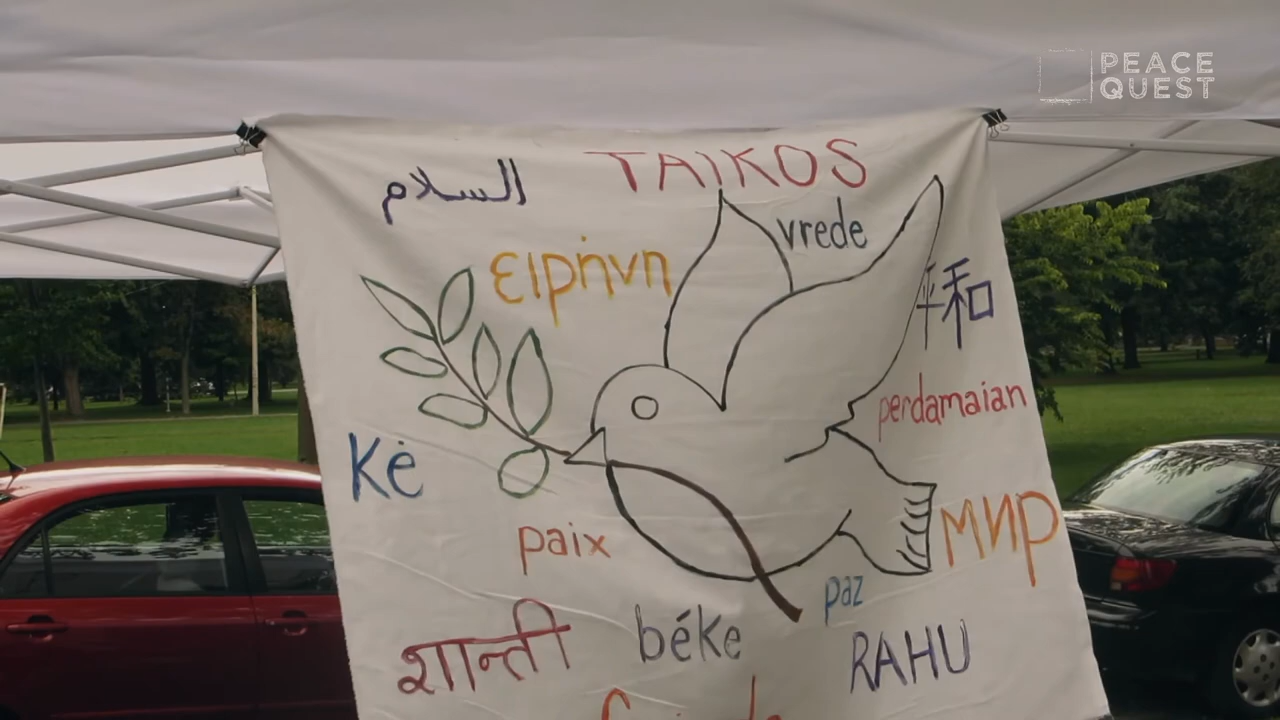 PEACE
QUEST
السلام
TAIKOS
vrede
ειρήνη
平和
perdamaian
Kė
paix
мир
paz
शान्ती
béke
RAHU